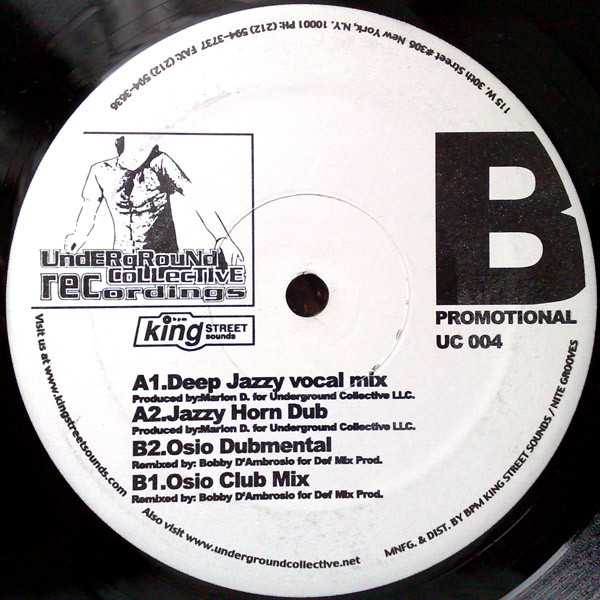 115 W. 30th Street #306 New York, N.Y. 10001 PH: (212) 594-3737 FAX: (212) 594-3636
B
PROMOTIONAL
UC 004
UndERgRouNd
COLLecTIVE
recordings
bpm
king STREET
sounds
A1.Deep Jazzy vocal mix
Produced by:Marlon D. for Underground Collective LLC.
A2.Jazzy Horn Dub
Produced by:Marlon D. for Underground Collective LLC.
B2.Osio Dubmental
Remixed by: Bobby D'Ambrosio for Def Mix Prod.
B1.Osio Club Mix
Remixed by: Bobby D'Ambrosio for Def Mix Prod.
Visit us at www.kingstreetsounds.com
Also visit www.undergroundcollective.net
MNFG. & DIST. BY BPM KING STREET SOUNDS / NITE GROOVES